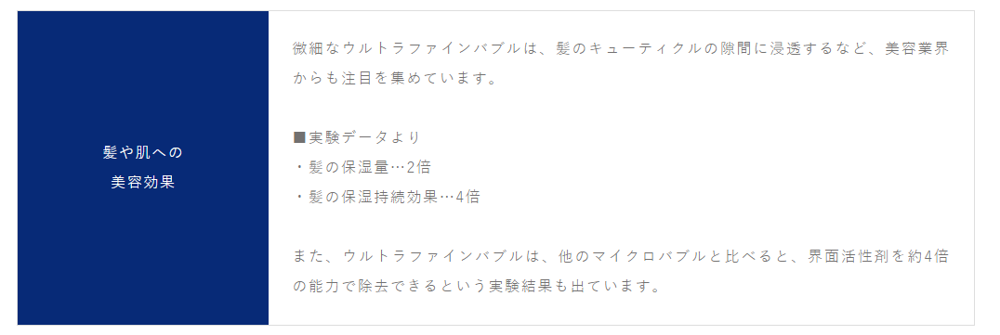 髪や肌への
美容効果
微細なウルトラファインバブルは、髪のキューティクルの隙間に浸透するなど、美容業界
からも注目を集めています。
■実験データより
・髪の保湿量…2倍
・髪の保湿持続効果…4倍
また、ウルトラファインバブルは、他のマイクロバブルと比べると、界面活性剤を約4倍
の能力で除去できるという実験結果も出ています。